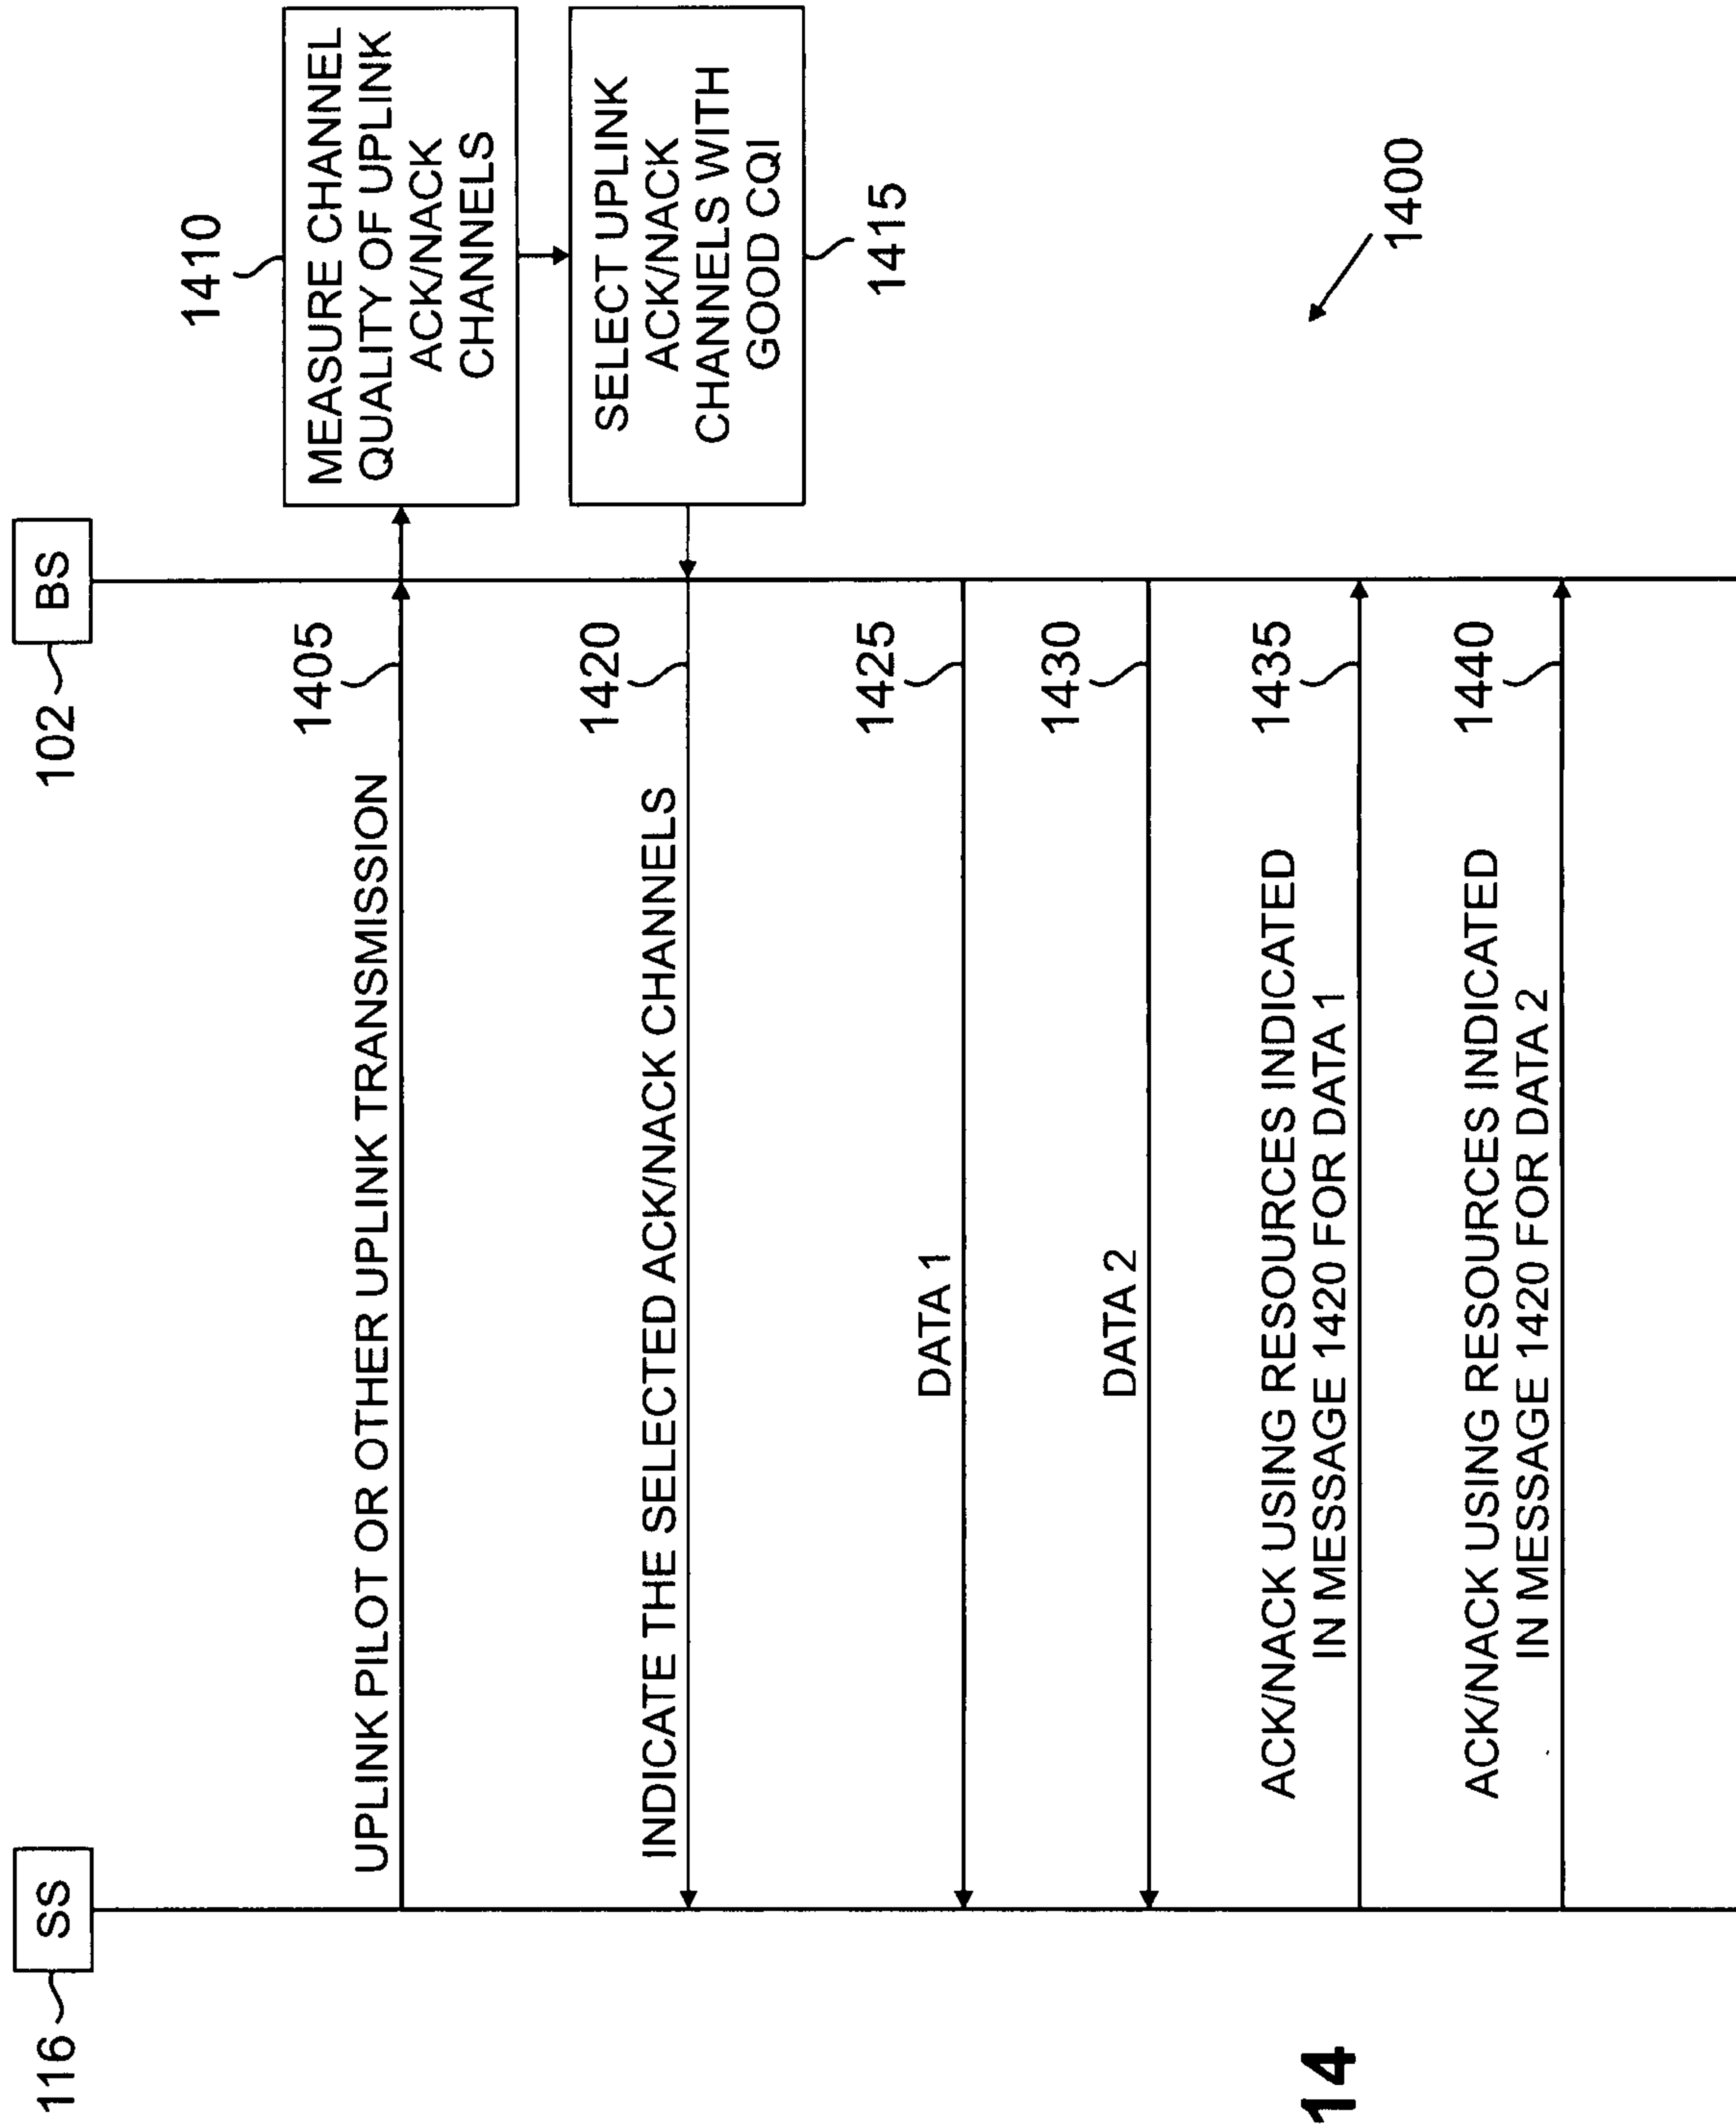 116
SS
102
BS
UPLINK PILOT OR OTHER UPLINK TRANSMISSION
1405
1410
MEASURE CHANNEL
QUALITY OF UPLINK
ACK/NACK
CHANNELS
SELECT UPLINK
ACK/NACK
CHANNELS WITH
GOOD CQI
1415
INDICATE THE SELECTED ACK/NACK CHANNELS
1420
DATA 1
1425
DATA 2
1430
ACK/NACK USING RESOURCES INDICATED
IN MESSAGE 1420 FOR DATA 1
1435
ACK/NACK USING RESOURCES INDICATED
IN MESSAGE 1420 FOR DATA 2
1440
1400
14